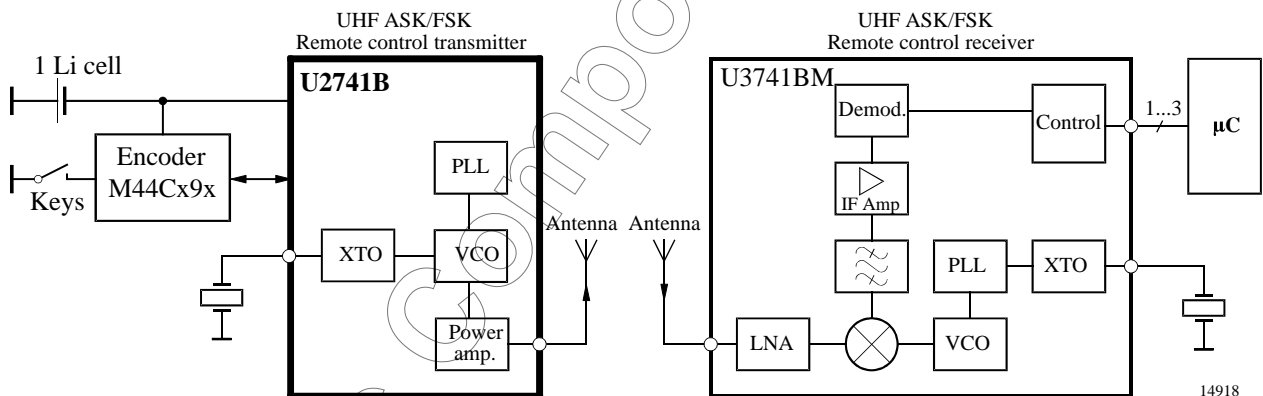 UHF ASK/FSK
Remote control transmitter
1 Li cell
U2741B
Encoder
M44Cx9x
Keys
PLL
XTO
VCO
Power
amp.
Antenna
Antenna
UHF ASK/FSK
Remote control receiver
U3741BM
Demod.
Control
1...3
µC
IF Amp
PLL
XTO
LNA
VCO
14918
Compo